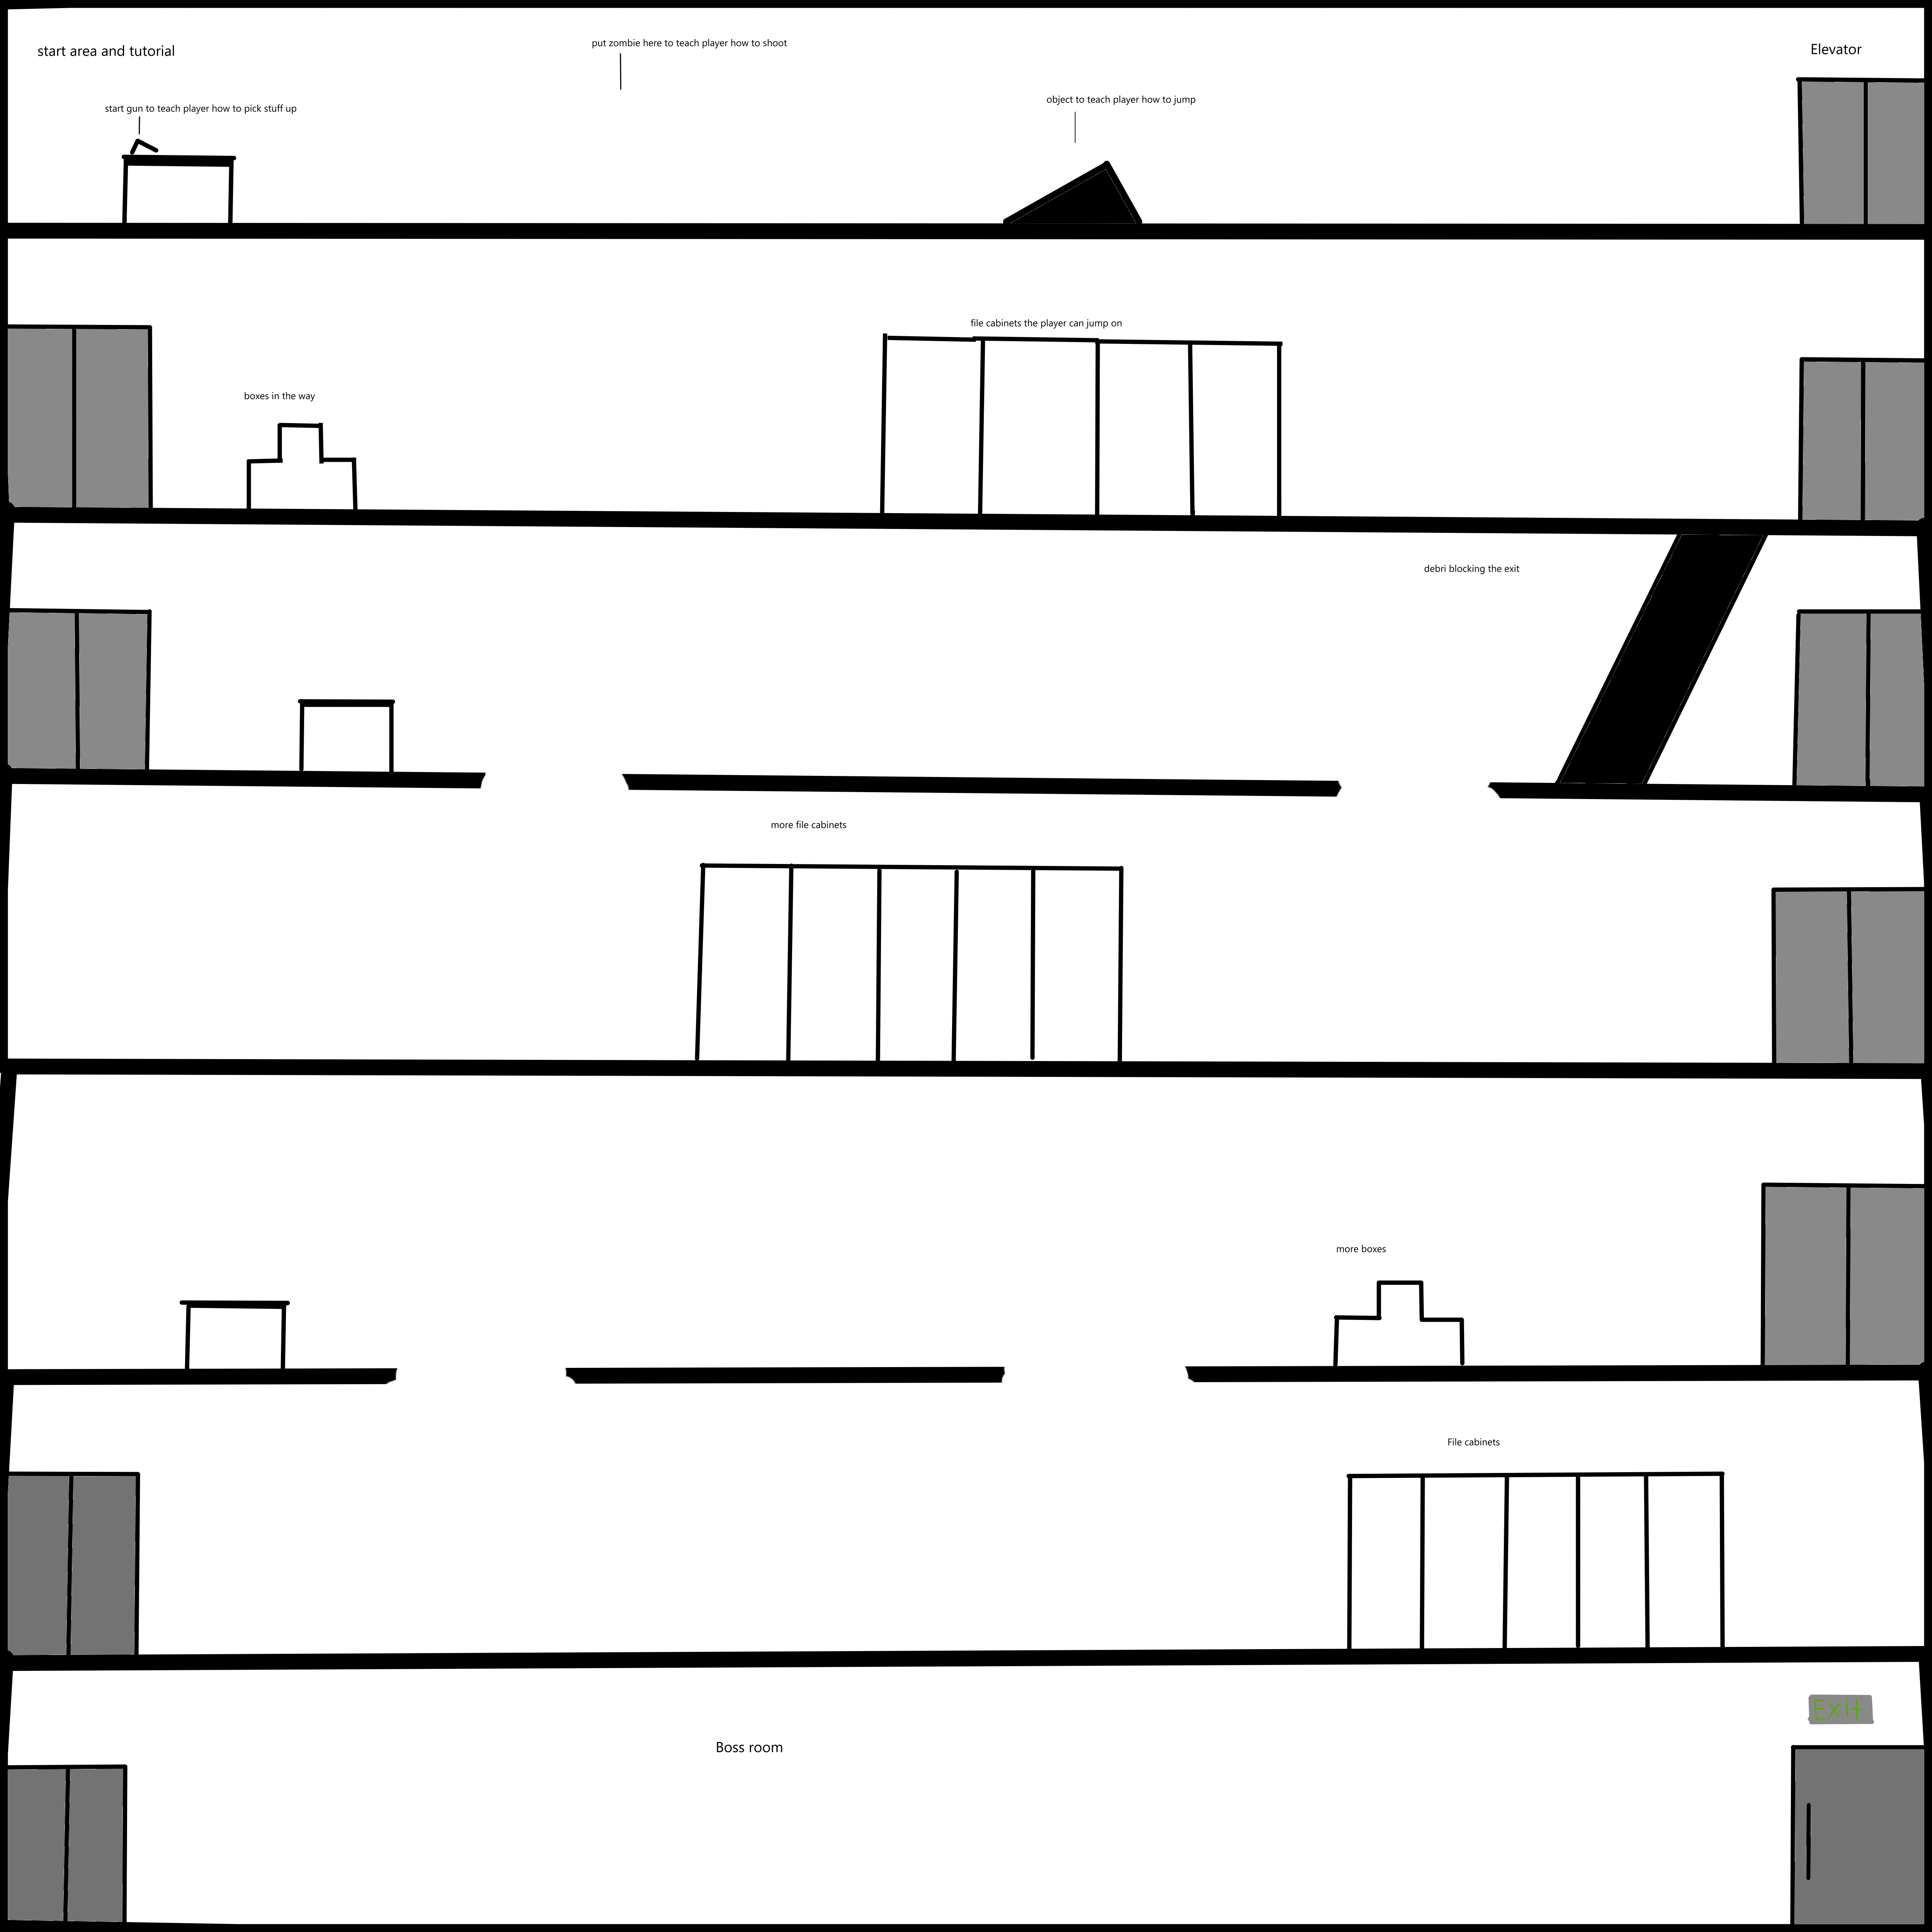 start area and tutorial
put zombie here to teach player how to shoot
Elevator
start gun to teach player how to pick stuff up
object to teach player how to jump
file cabinets the player can jump on
boxes in the way
debri blocking the exit
more file cabinets
more boxes
File cabinets
Exit
Boss room